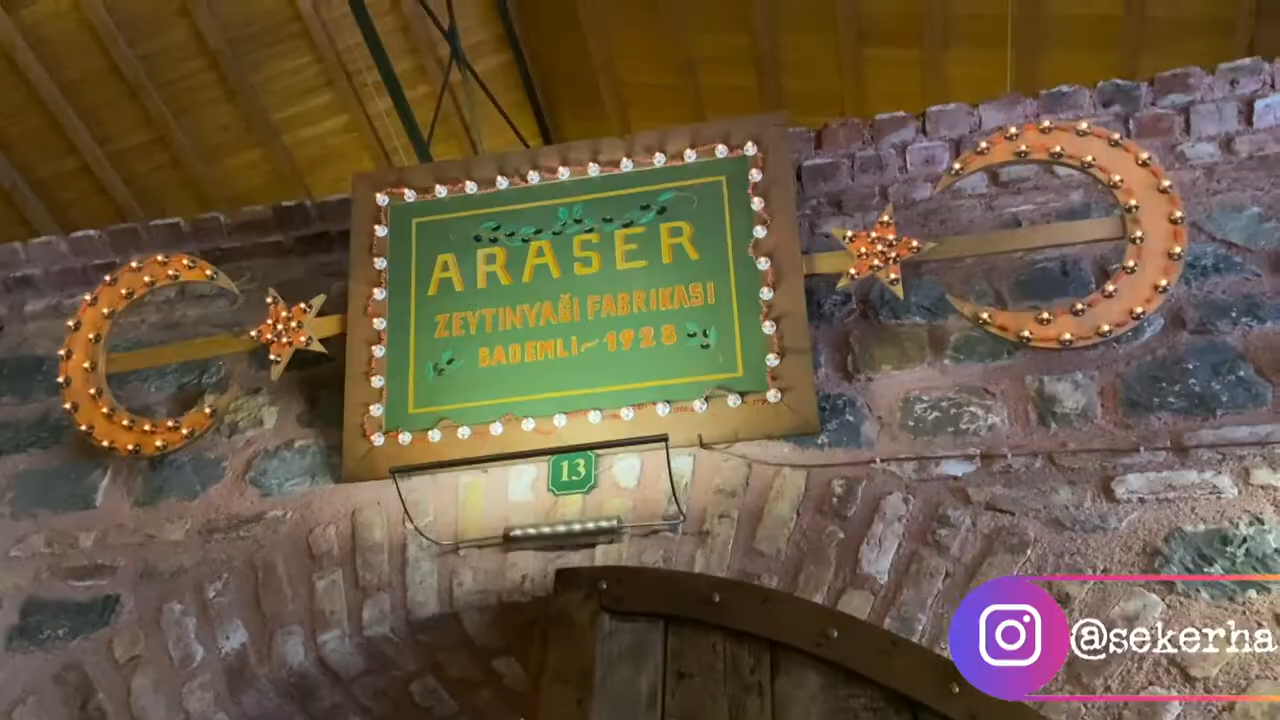 ARASER
ZEYTINYAĞI FABRIKASI
BADEMLI~1928
13
@sekerha